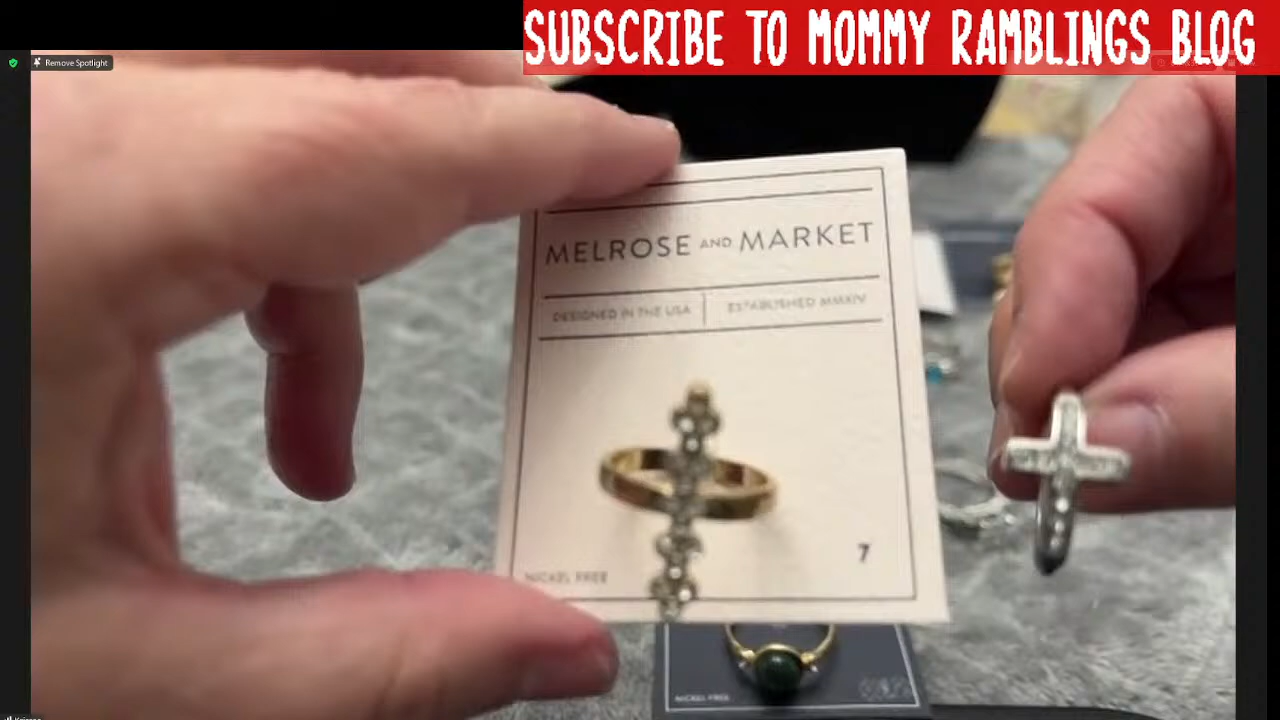 SUBSCRIBE TO MOMMY RAMBLINGS BLOG
Remove Spotlight
MELROSE AND MARKET
DESIGNED IN THE USA
ESTABLISHED MMXIV
7
NICKEL FREE
NICKEL FREE